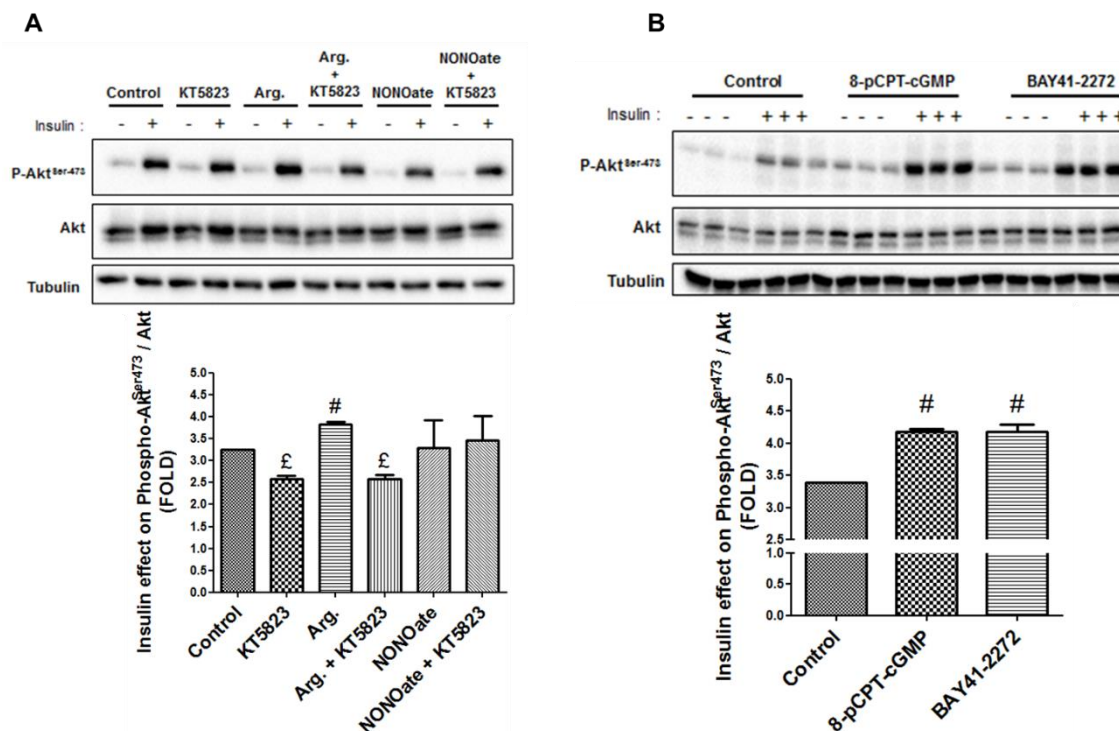 A
Control KT5823 Arg. Arg. + KT5823 NONOate NONOate + KT5823
Insulin : - + - + - + - + - + - +
P-Akt^Ser-473
Akt
Tubulin
Insulin effect on Phospho-Akt^Ser473 / Akt
(FOLD)
5.0
4.5
4.0
3.5
3.0
2.5
2.0
1.5
1.0
0.5
0.0
£ # £
Control KT5823 Arg. Arg. + KT5823 NONOate NONOate + KT5823
B
Control 8-pCPT-cGMP BAY41-2272
Insulin : - - - + + + - - - + + + - - - + + +
P-Akt^Ser-473
Akt
Tubulin
Insulin effect on Phospho-Akt^Ser473 / Akt
(FOLD)
5.0
4.5
4.0
3.5
3.0
2.5
1.0
0.5
0.0
# #
Control 8-pCPT-cGMP BAY41-2272